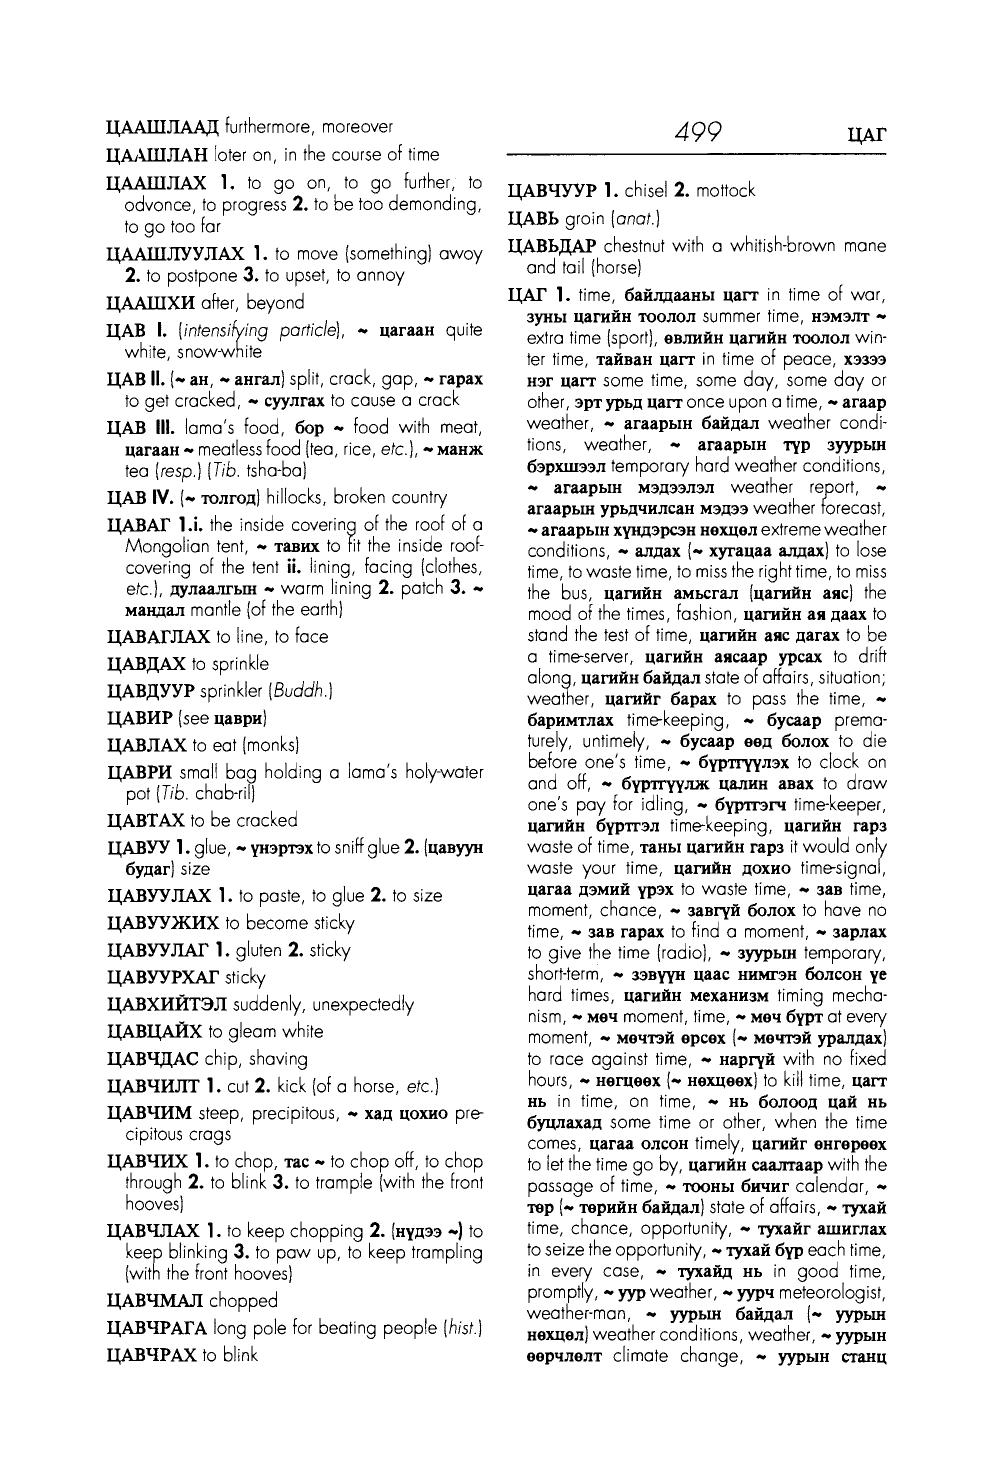 ЦААШЛААД furthermore, moreover
ЦААШЛАН loter on, in the course of time
ЦААШЛАХ 1. to go on, to go further, to
odvonce, to progress 2. to be too demonding,
to go too far
ЦААШЛУУЛАХ 1. to move (something) awoy
2. to postpone 3. to upset, to annoy
ЦААШХИ after, beyond
ЦАВ I. (intensifying particle), ~ цагаан quite
white, snow-white
ЦАВ II. (~ ан, ~ ангал) split, crack, gap, ~ гарах
to get cracked, ~ суулгах to cause a crack
ЦАВ III. lama's food, бор ~ food with meat,
цагаан ~ meatless food (tea, rice, etc.), ~ манж
tea (resp.) (Tib. tsha-ba)
ЦАВ IV. (~ толгод) hillocks, broken country
ЦАВАГ 1.i. the inside covering of the roof of a
Mongolian tent, ~ тавих to fit the inside roof-
covering of the tent ii. lining, facing (clothes,
etc.), дулаалгын ~ warm lining 2. patch 3. ~
мандал mantle (of the earth)
ЦАВАГЛАХ to line, to face
ЦАВДАХ to sprinkle
ЦАВДУУР sprinkler (Buddh.)
ЦАВИР (see цаври)
ЦАВЛАХ to eat (monks)
ЦАВРИ small bag holding a lama's holy-water
pot (Tib. chab-ril)
ЦАВТАХ to be cracked
ЦАВУУ 1. glue, ~ үнэртэх to sniff glue 2. (цавуун
будаг) size
ЦАВУУЛАХ 1. to paste, to glue 2. to size
ЦАВУУЖИХ to become sticky
ЦАВУУЛАГ 1. gluten 2. sticky
ЦАВУУРХАГ sticky
ЦАВХИЙТЭЛ suddenly, unexpectedly
ЦАВЦАЙХ to gleam white
ЦАВЧДАС chip, shaving
ЦАВЧИЛТ 1. cut 2. kick (of a horse, etc.)
ЦАВЧИМ steep, precipitous, ~ хад цохио pre-
cipitous crags
ЦАВЧИХ 1. to chop, тас ~ to chop off, to chop
through 2. to blink 3. to trample (with the front
hooves)
ЦАВЧЛАХ 1. to keep chopping 2. (нүдээ ~) to
keep blinking 3. to paw up, to keep trampling
(with the front hooves)
ЦАВЧМАЛ chopped
ЦАВЧРАГА long pole for beating people (hist.)
ЦАВЧРАХ to blink
499 ЦАГ
ЦАВЧУУР 1. chisel 2. mottock
ЦАВЬ groin (anat.)
ЦАВЬДАР chestnut with a whitish-brown mane
and tail (horse)
ЦАГ 1. time, байлдааны цагт in time of war,
зуны цагийн тоолол summer time, нэмэлт ~
extra time (sport), өвлийн цагийн тоолол win-
ter time, тайван цагт in time of peace, хэзээ
нэг цагт some time, some day, some day or
other, эрт урьд цагт once upon a time, ~ агаар
weather, ~ агаарын байдал weather condi-
tions, weather, ~ агаарын түр зуурын
бэрхшээл temporary hard weather conditions,
~ агаарын мэдээлэл weather report, ~
агаарын урьдчилсан мэдээ weather forecast,
~ агаарын хүндэрсэн нөхцөл extreme weather
conditions, ~ алдах (~ хугацаа алдах) to lose
time, to waste time, to miss the right time, to miss
the bus, цагийн амьсгал (цагийн аяс) the
mood of the times, fashion, цагийн ая даах to
stand the test of time, цагийн аяс дагах to be
a time-server, цагийн аясаар урсах to drift
along, цагийн байдал state of affairs, situation;
weather, цагийг барах to pass the time, ~
баримтлах time-keeping, ~ бусаар prema-
turely, untimely, ~ бусаар өөд болох to die
before one's time, ~ бүртгүүлэх to clock on
and off, ~ бүртгүүлж цалин авах to draw
one's pay for idling, ~ бүртгэгч time-keeper,
цагийн бүртгэл time-keeping, цагийн гарз
waste of time, таны цагийн гарз it would only
waste your time, цагийн дохио time-signal,
цагаа дэмий үрэх to waste time, ~ зав time,
moment, chance, ~ завгүй болох to have no
time, ~ зав гарах to find a moment, ~ зарлах
to give the time (radio), ~ зуурын temporary,
short-term, ~ зэвүүн цаас нимгэн болсон үе
hard times, цагийн механизм timing mecha-
nism, ~ мөч moment, time, ~ мөч бүрт at every
moment, ~ мөчтэй өрсөх (~ мөчтэй уралдах)
to race against time, ~ наргүй with no fixed
hours, ~ нөгцөөх (~ нөхцөөх) to kill time, цагт
нь in time, on time, ~ нь болоод цай нь
буцлахад some time or other, when the time
comes, цагаа олсон timely, цагийг өнгөрөөх
to let the time go by, цагийн саалтаар with the
passage of time, ~ тооны бичиг calendar, ~
төр (~ төрийн байдал) state of affairs, ~ тухай
time, chance, opportunity, ~ тухайг ашиглах
to seize the opportunity, ~ тухай бүр each time,
in every case, ~ тухайд нь in good time,
promptly, ~ уур weather, ~ уурч meteorologist,
weather-man, ~ уурын байдал (~ уурын
нөхцөл) weather conditions, weather, ~ уурын
өөрчлөлт climate change, ~ уурын станц